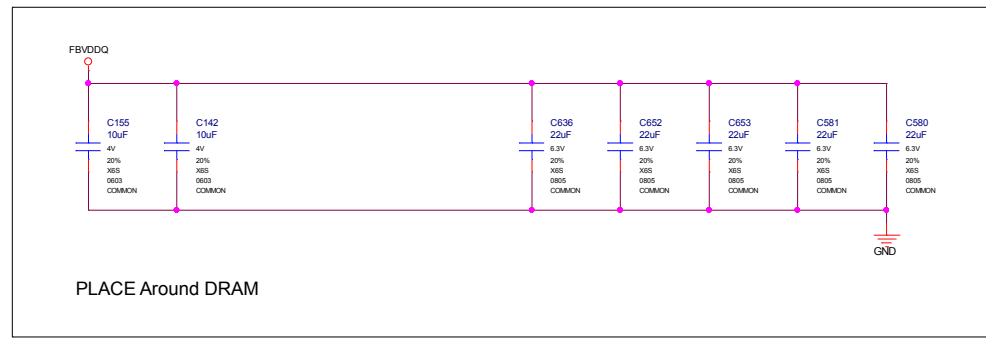 FBVDDQ
C155
10uF
4V
20%
X6S
0603
COMMON
C142
10uF
4V
20%
X6S
0603
COMMON
C636
22uF
6.3V
20%
X6S
0805
COMMON
C652
22uF
6.3V
20%
X6S
0805
COMMON
C653
22uF
6.3V
20%
X6S
0805
COMMON
C581
22uF
6.3V
20%
X6S
0805
COMMON
C580
22uF
6.3V
20%
X6S
0805
COMMON
GND
PLACE Around DRAM